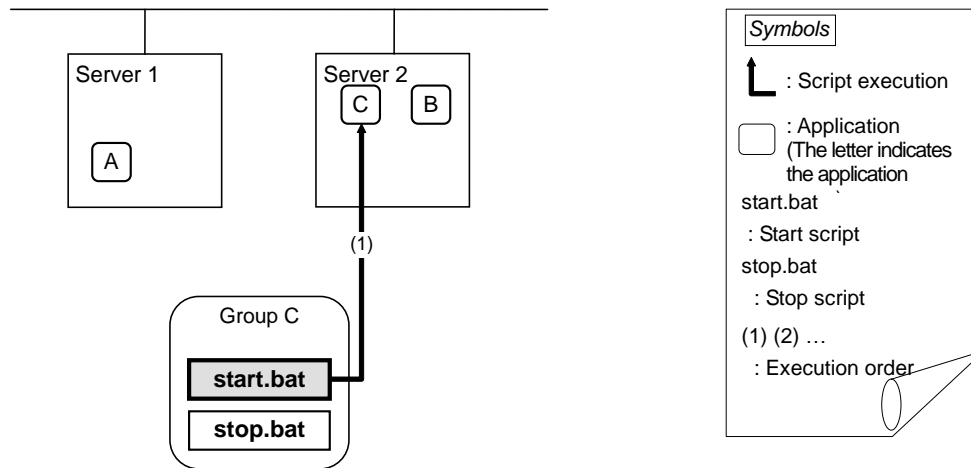 Server 1
Server 2
C
B
A
(1)
Group C
start.bat
stop.bat
Symbols
: Script execution
: Application
(The letter indicates
the application
start.bat
: Start script
stop.bat
: Stop script
(1) (2) …
: Execution order